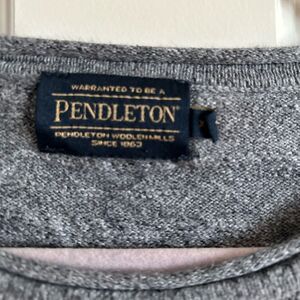 WARRANTED TO BE A
PENDLETON®
PENDLETON WOOLEN MILLS
SINCE 1863